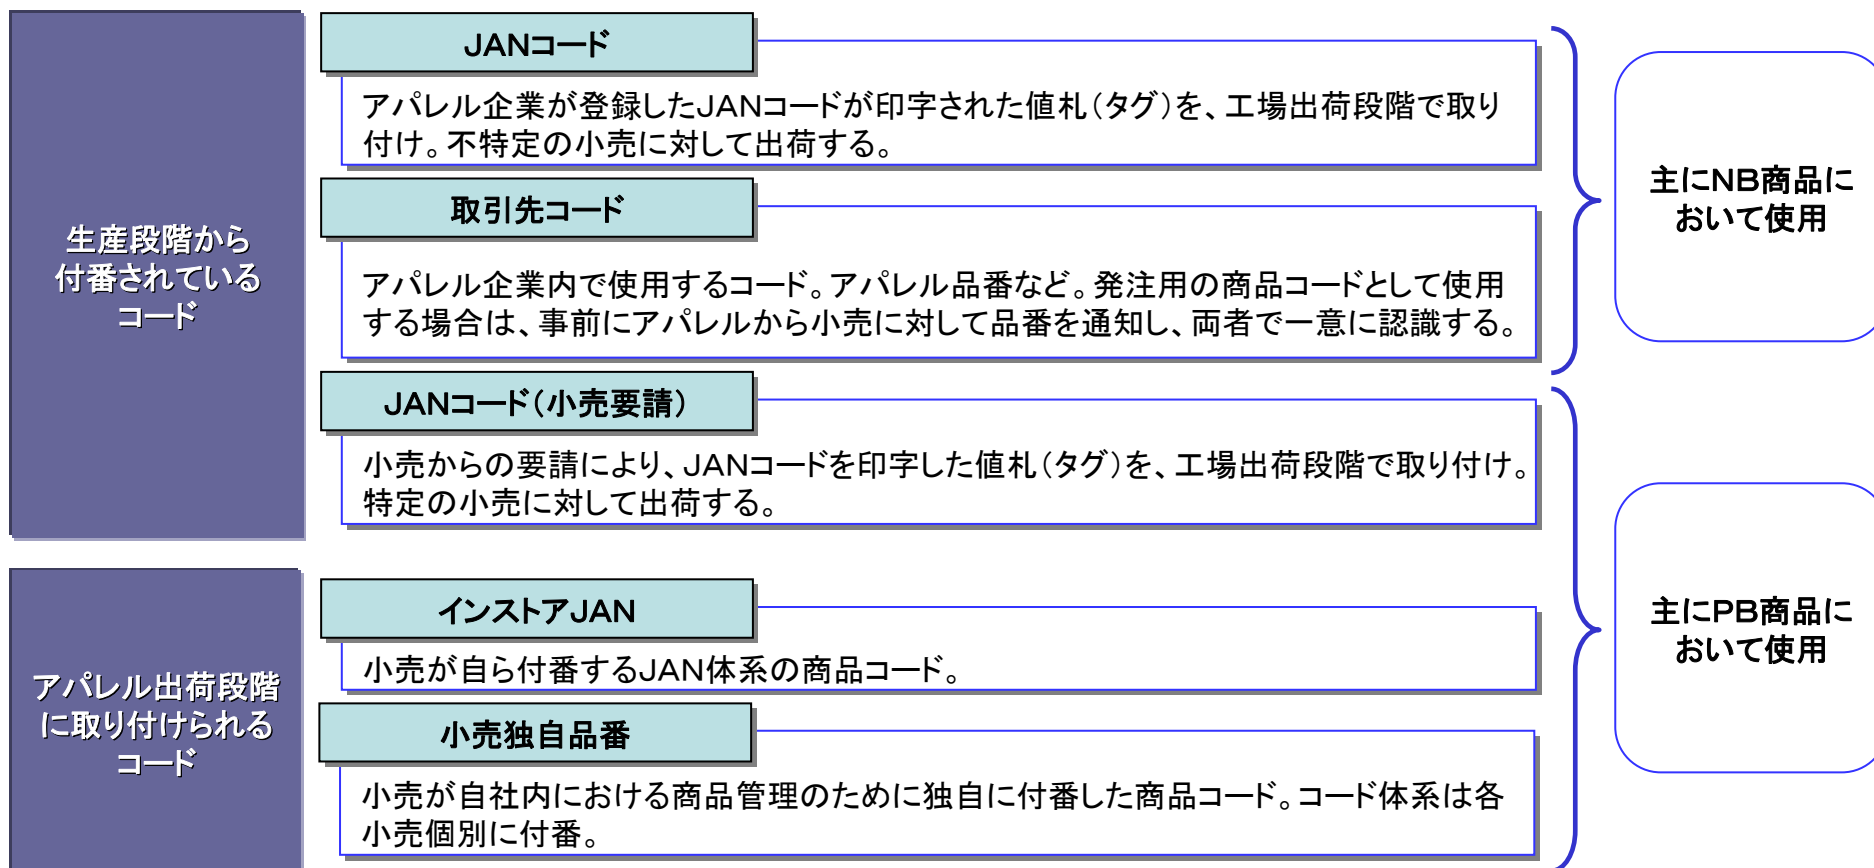 生産段階から
付番されている
コード
JANコード
アパレル企業が登録したJANコードが印字された値札（タグ）を、工場出荷段階で取り
付け。不特定の小売に対して出荷する。
取引先コード
アパレル企業内で使用するコード。アパレル品番など。発注用の商品コードとして使用
する場合は、事前にアパレルから小売に対して品番を通知し、両者で一意に認識する。
主にNB商品に
おいて使用
JANコード（小売要請）
小売からの要請により、JANコードを印字した値札（タグ）を、工場出荷段階で取り付け。
特定の小売に対して出荷する。
アパレル出荷段階
に取り付けられる
コード
インストアJAN
小売が自ら付番するJAN体系の商品コード。
小売独自品番
小売が自社内における商品管理のために独自に付番した商品コード。コード体系は各
小売個別に付番。
主にPB商品に
おいて使用